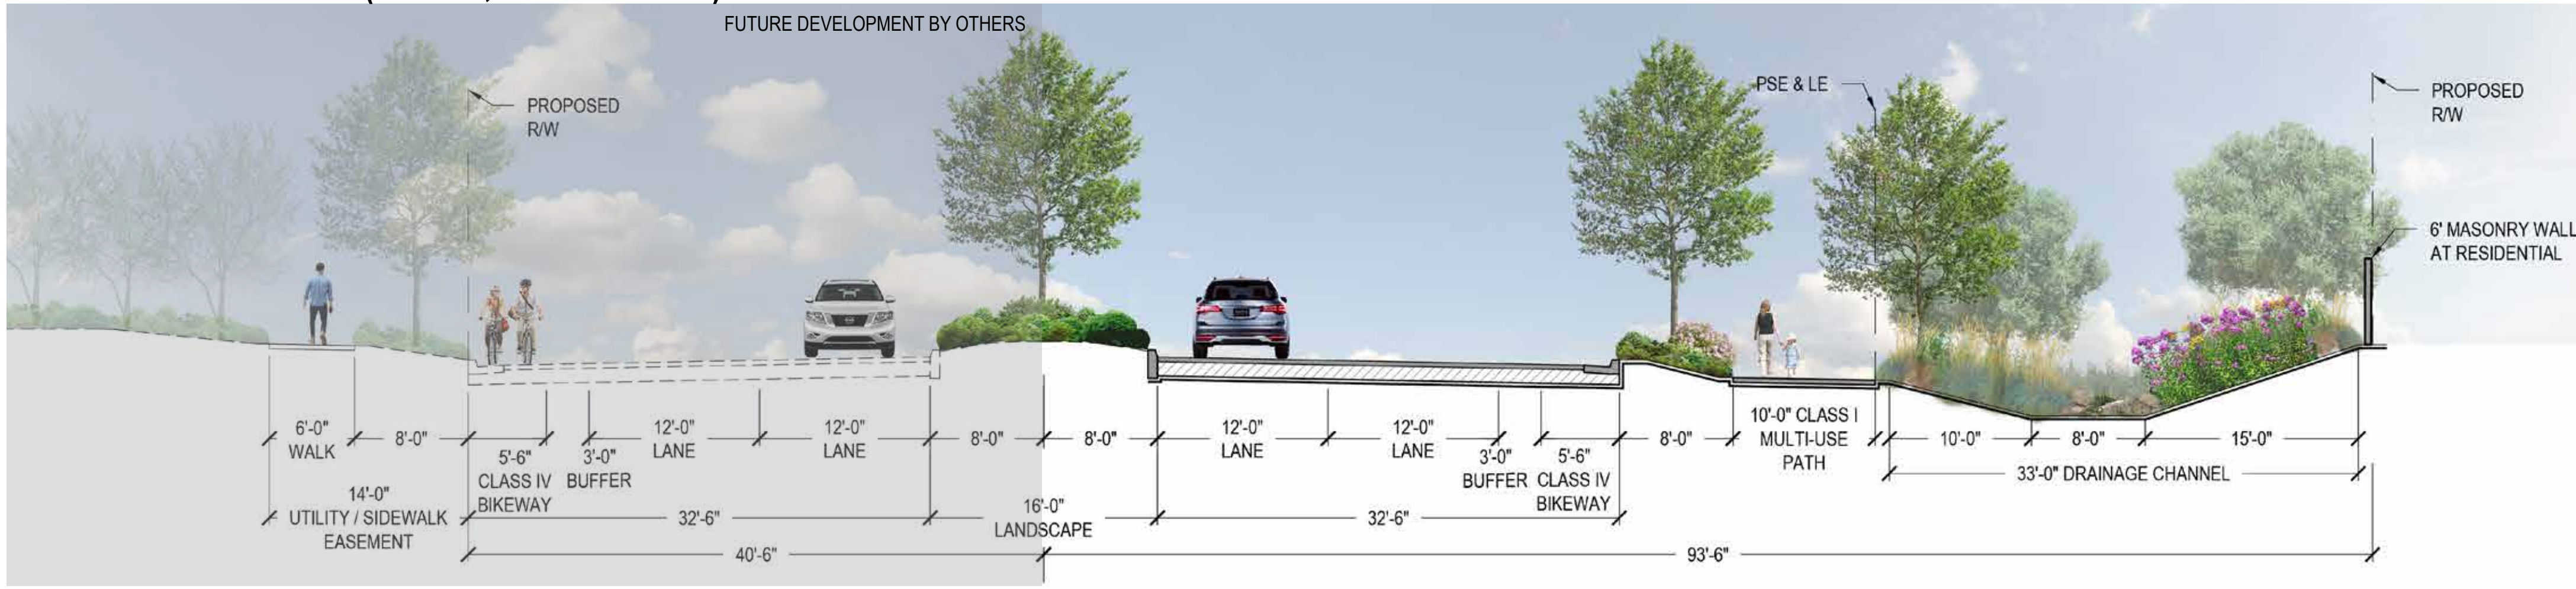 FUTURE DEVELOPMENT BY OTHERS
PROPOSED
R/W
PSE & LE
PROPOSED
R/W
6' MASONRY WALL
AT RESIDENTIAL
6'-0"
WALK
8'-0"
5'-6"
CLASS IV
BIKEWAY
3'-0"
BUFFER
12'-0"
LANE
12'-0"
LANE
8'-0"
8'-0"
12'-0"
LANE
12'-0"
LANE
3'-0"
BUFFER
5'-6"
CLASS IV
BIKEWAY
8'-0"
10'-0" CLASS I
MULTI-USE
PATH
10'-0"
8'-0"
15'-0"
33'-0" DRAINAGE CHANNEL
14'-0"
UTILITY / SIDEWALK
EASEMENT
32'-6"
16'-0"
LANDSCAPE
32'-6"
40'-6"
93'-6"